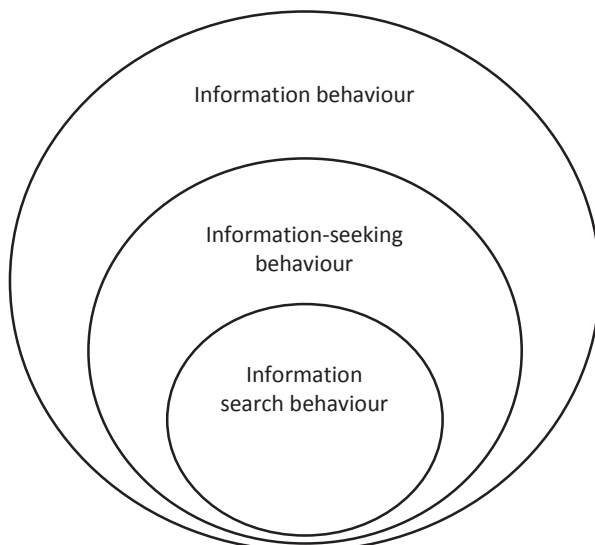 Information behaviour
Information-seeking
behaviour
Information
search behaviour